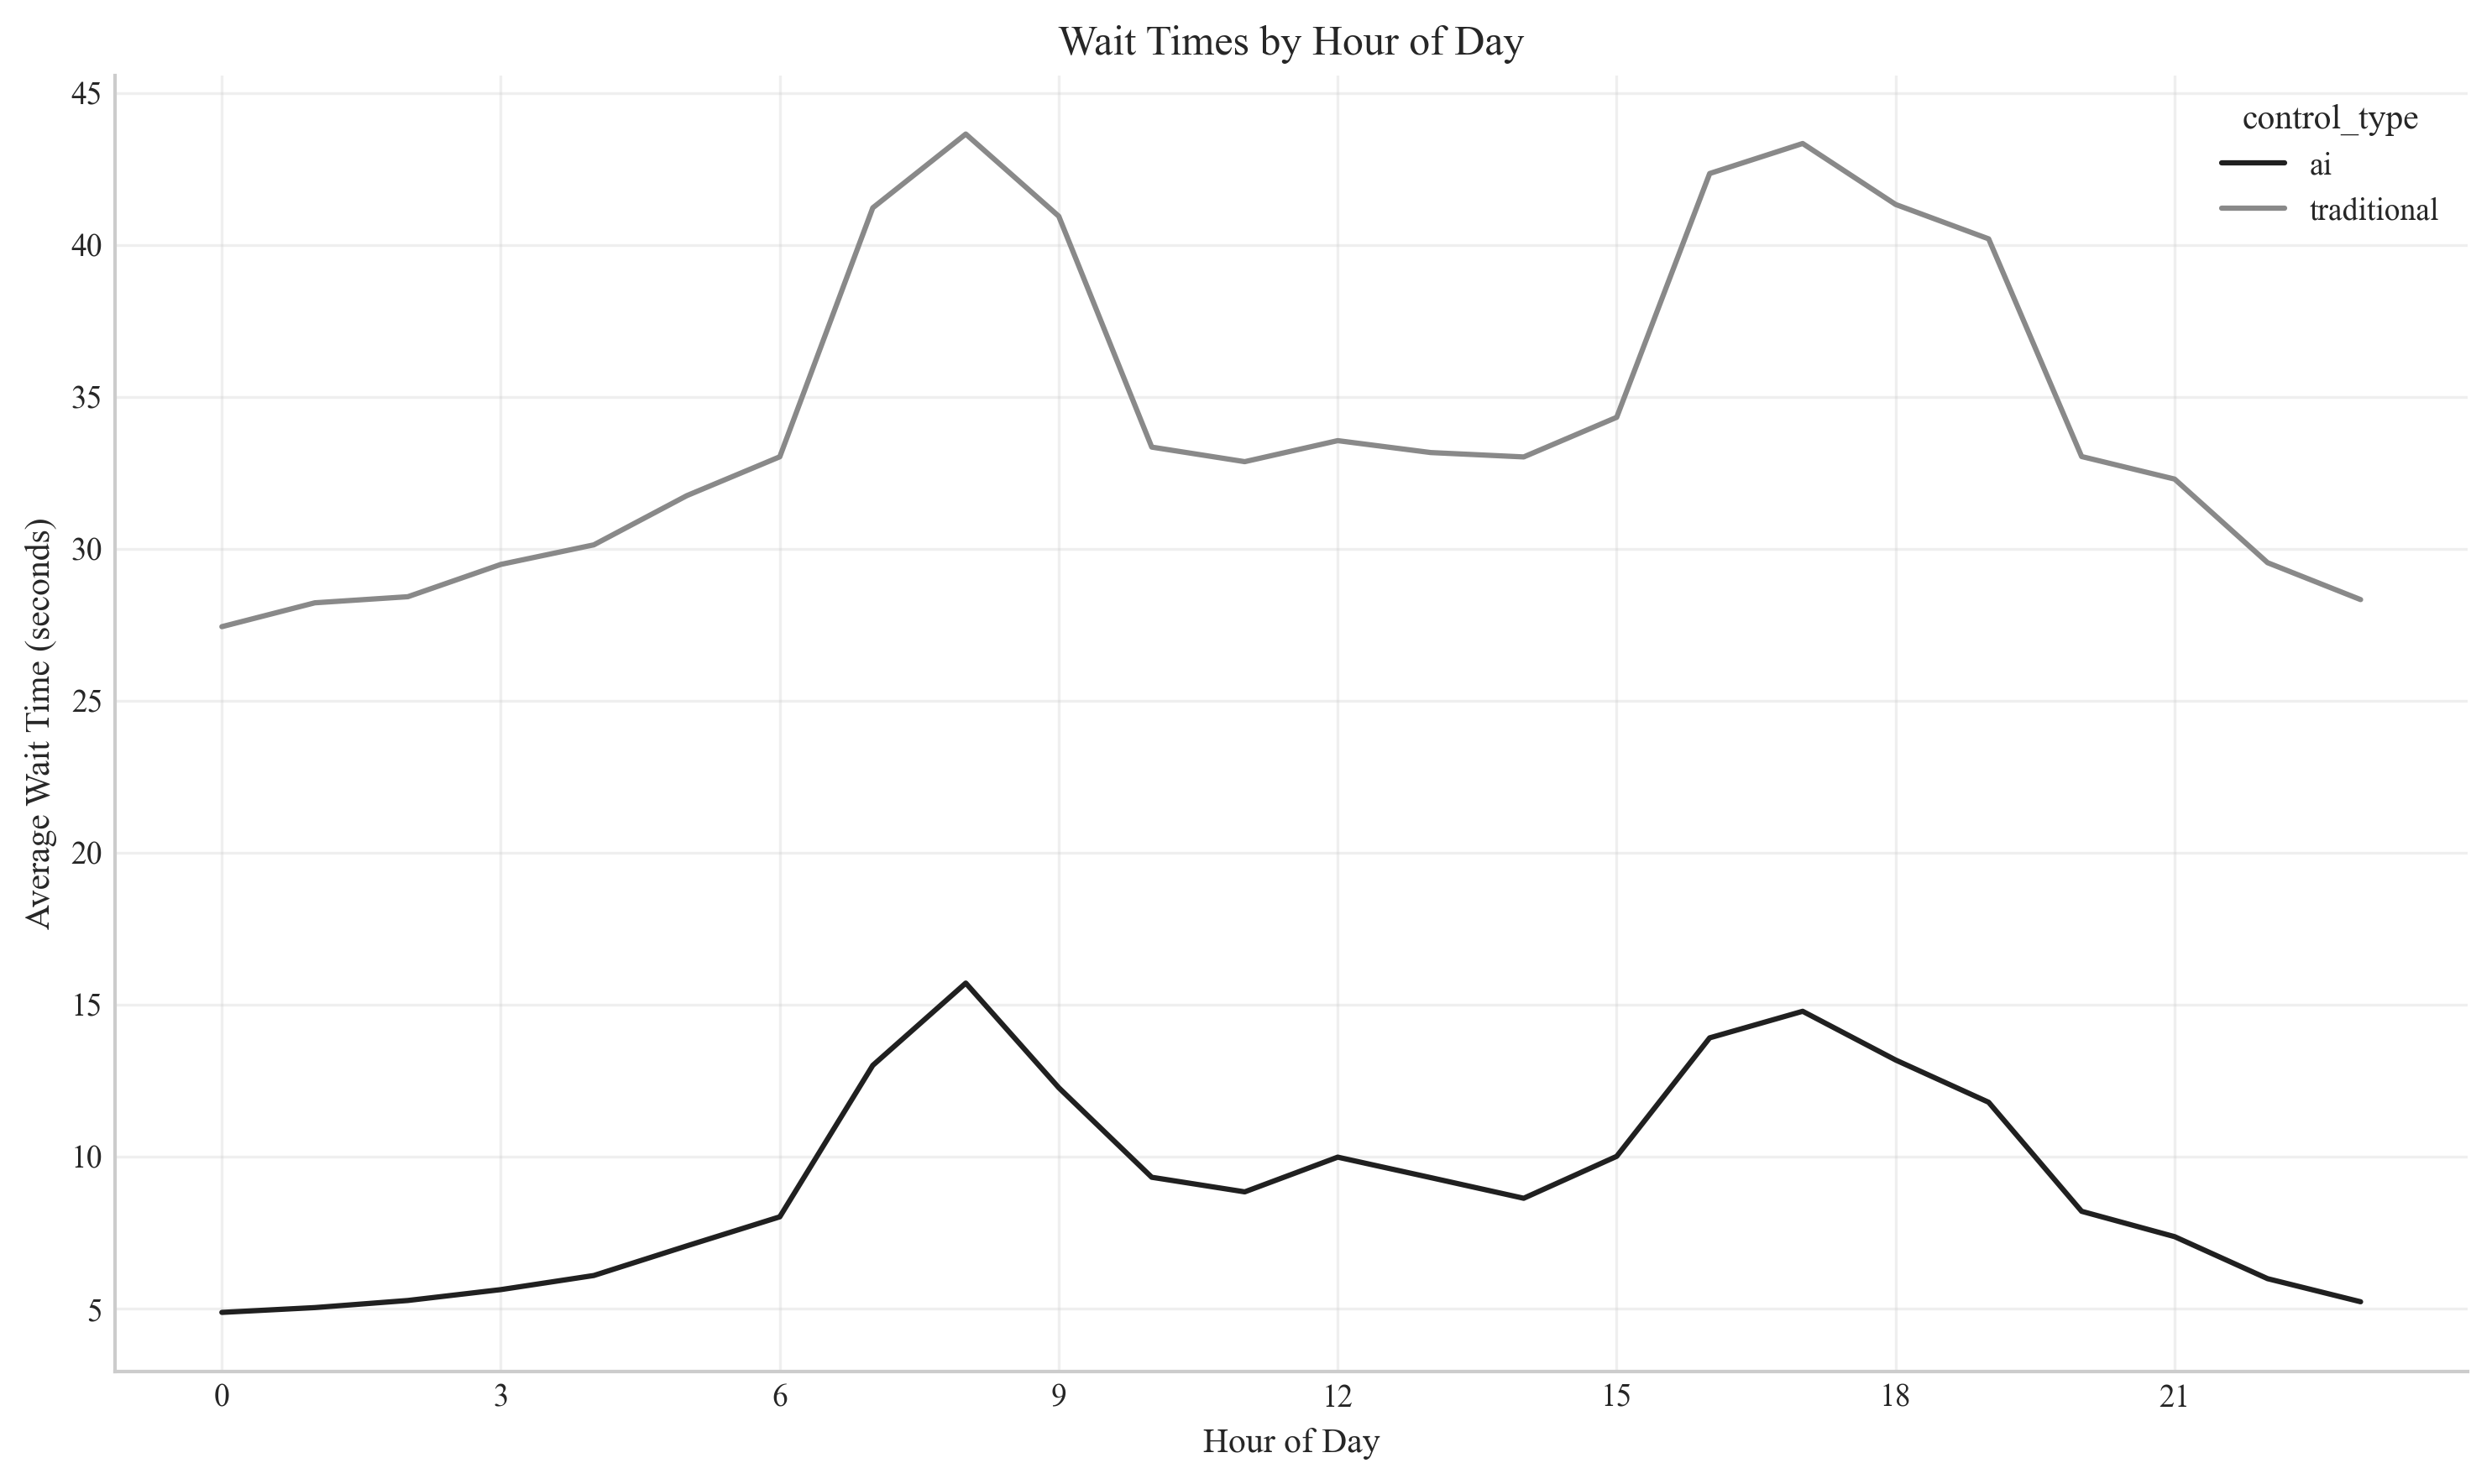 Wait Times by Hour of Day
control_type
ai
traditional
Average Wait Time (seconds)
45
40
35
30
25
20
15
10
5
0 3 6 9 12 15 18 21
Hour of Day